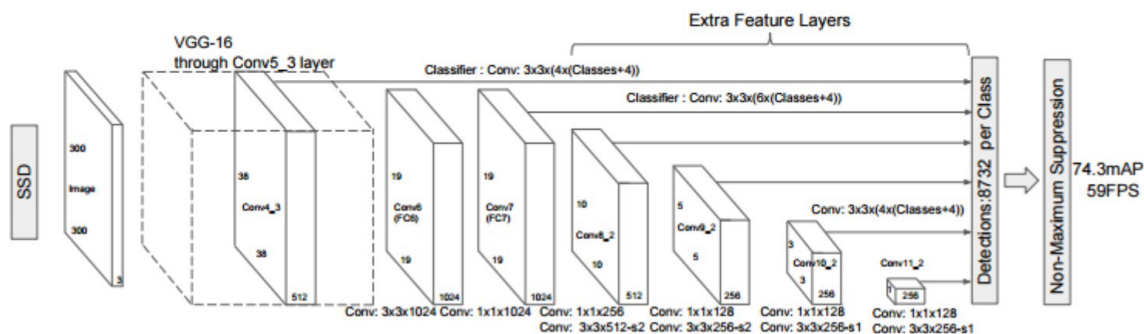 Extra Feature Layers
VGG-16
through Conv5_3 layer
Classifier : Conv: 3x3x(4x(Classes+4))
Classifier : Conv: 3x3x(6x(Classes+4))
SSD
300
Image
300
3
38
Conv4_3
38
512
19
Conv6
(FC6)
19
1024
19
Conv7
(FC7)
19
1024
10
Conv8_2
10
512
5
Conv9_2
5
256
Conv: 3x3x(4x(Classes+4))
3
Conv10_2
3
256
Conv11_2
1
256
Detections:8732 per Class
Non-Maximum Suppression
74.3mAP
59FPS
Conv: 3x3x1024
Conv: 1x1x1024
Conv: 1x1x256
Conv: 3x3x512-s2
Conv: 1x1x128
Conv: 3x3x256-s2
Conv: 1x1x128
Conv: 3x3x256-s1
Conv: 1x1x128
Conv: 3x3x256-s1